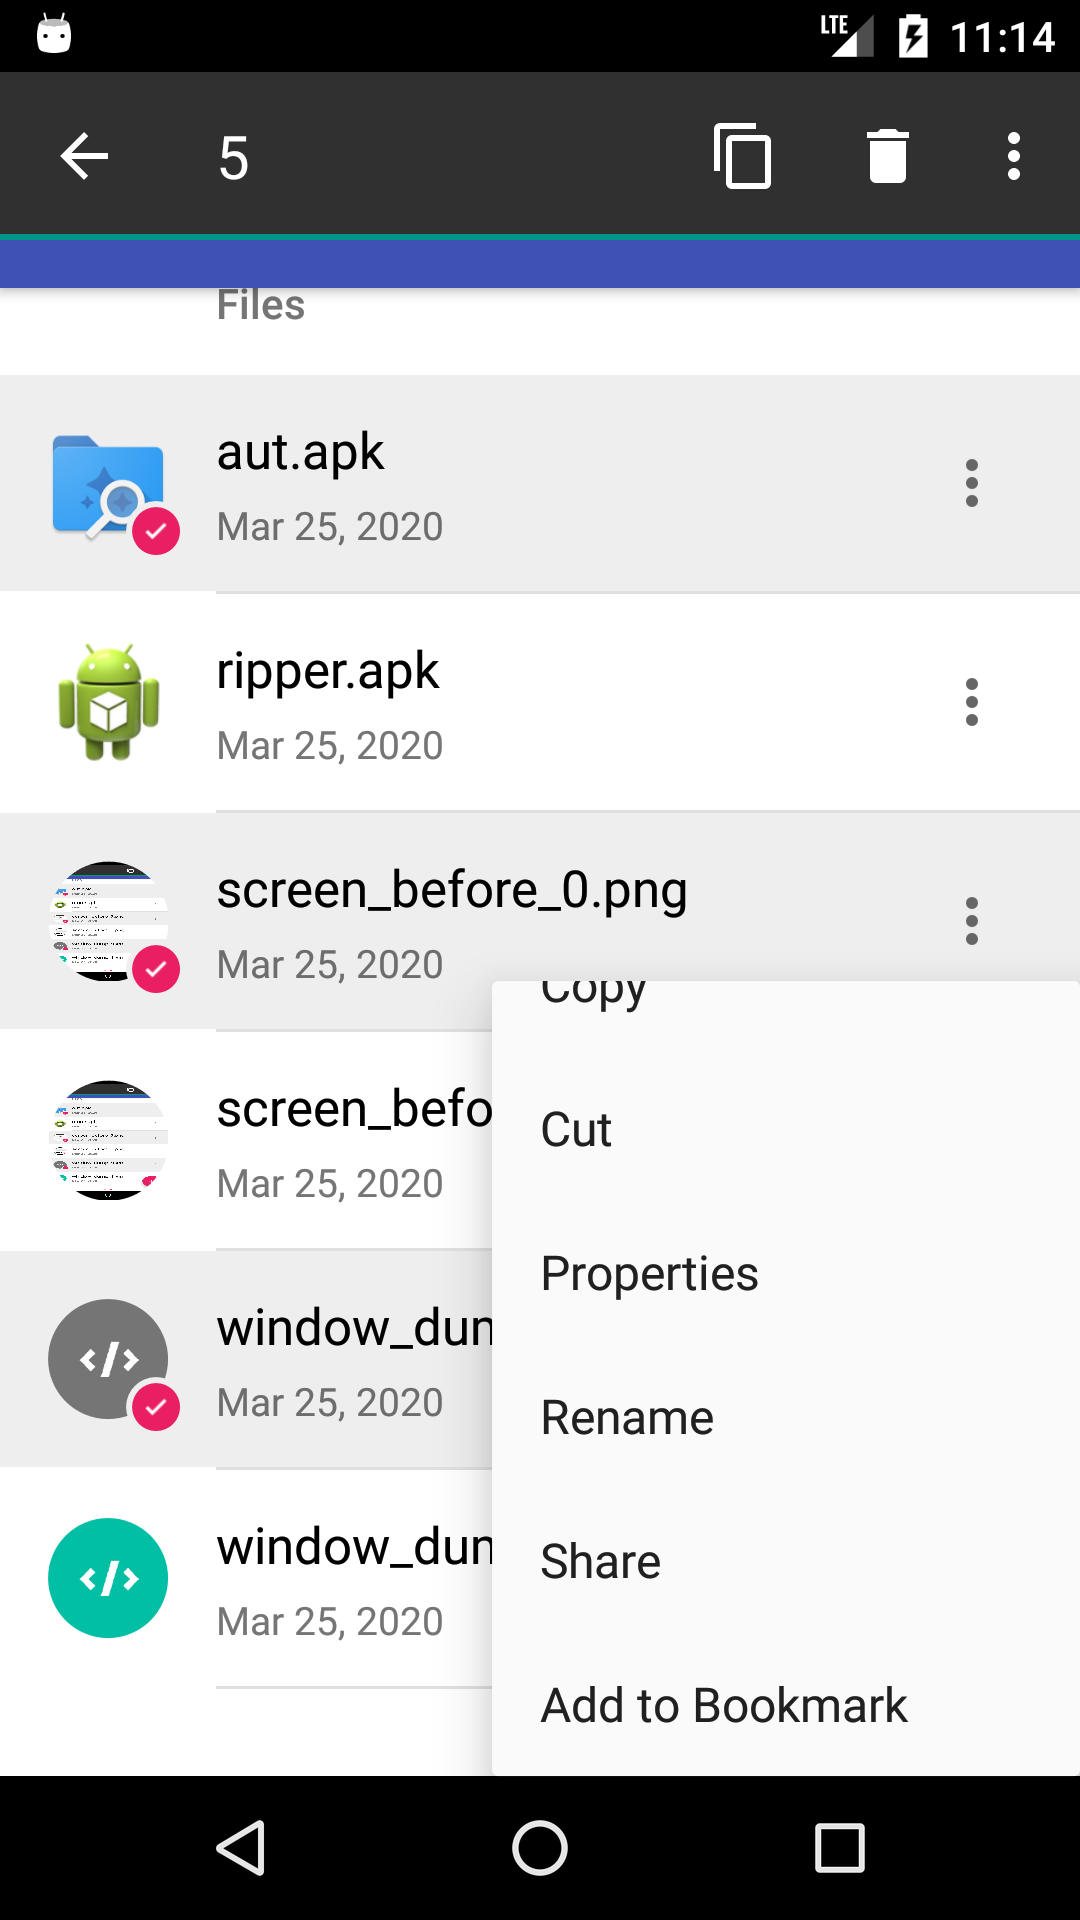 LTE 11:14
5
Files
aut.apk
Mar 25, 2020
ripper.apk
Mar 25, 2020
screen_before_0.png
Mar 25, 2020
Copy
screen_befo
Cut
Mar 25, 2020
Properties
window_dun
Mar 25, 2020
Rename
window_dun
Share
Mar 25, 2020
Add to Bookmark